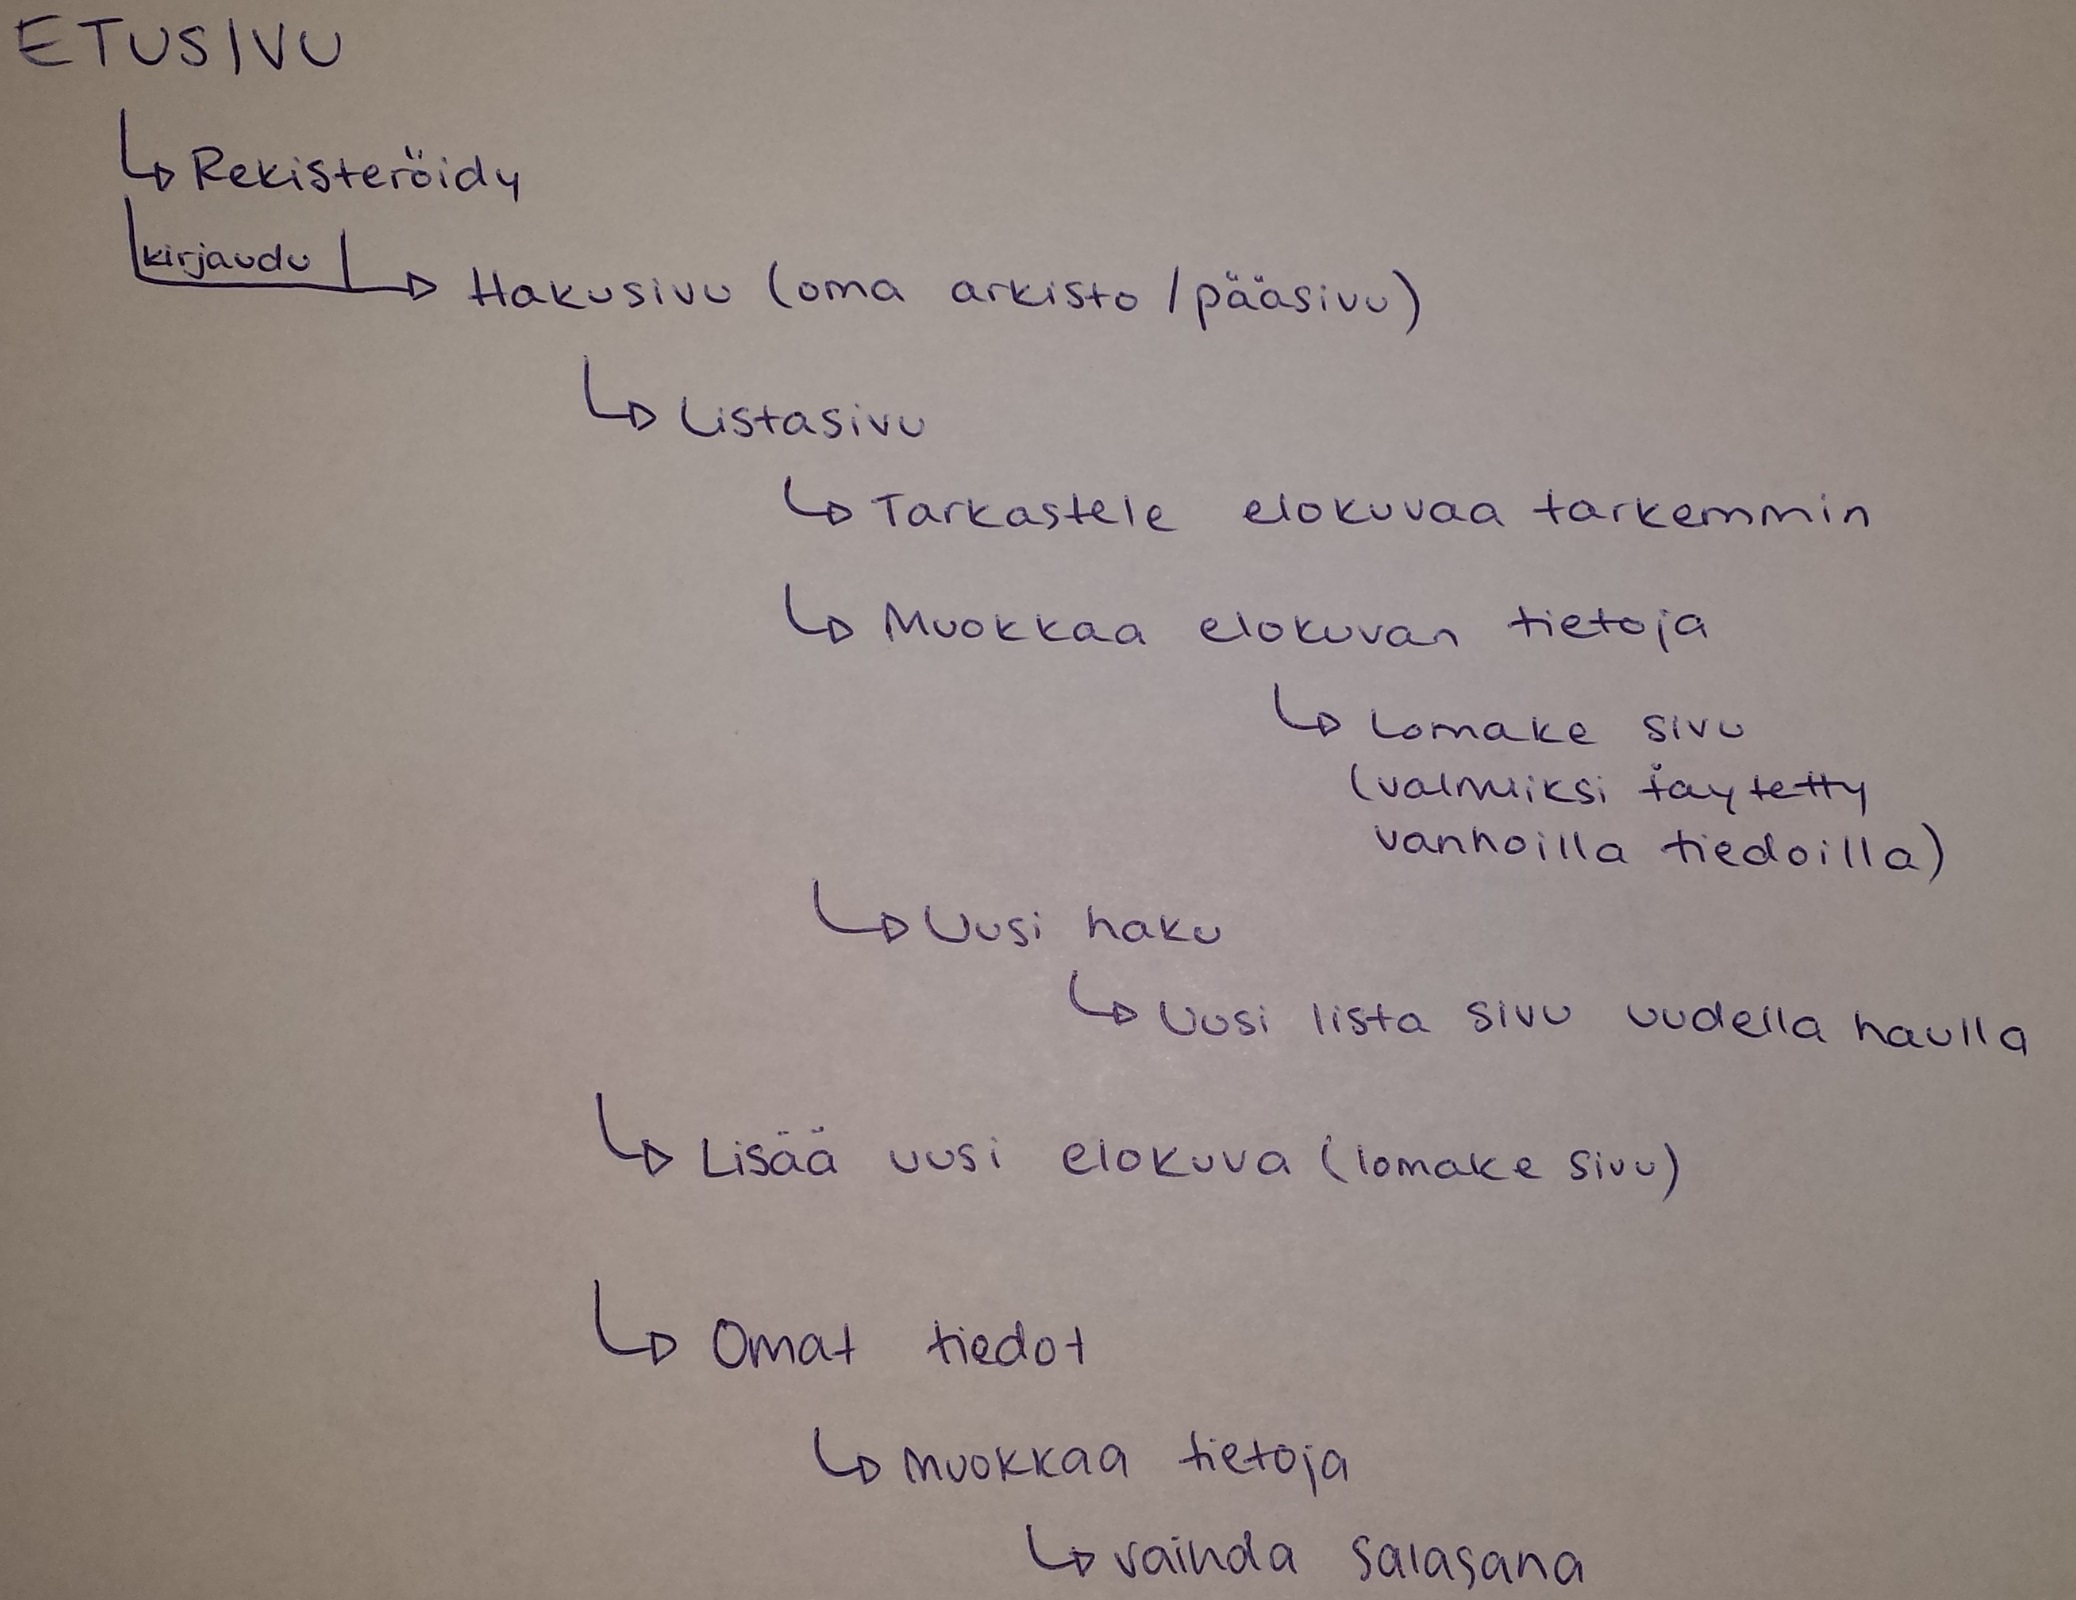 ETUSIVU
Rekisteröidy
kirjaudu
Hakusivu (oma arkisto / pääsivu)
Listasivu
Tarkastele elokuvaa tarkemmin
Muokkaa elokuvan tietoja
Lomake sivu
(valmiiksi täytetty
vanhoilla tiedoilla)
Uusi haku
Uusi lista sivu uudella haulla
Lisää uusi elokuva (lomake sivu)
Omat tiedot
muokkaa tietoja
vaihda salasana